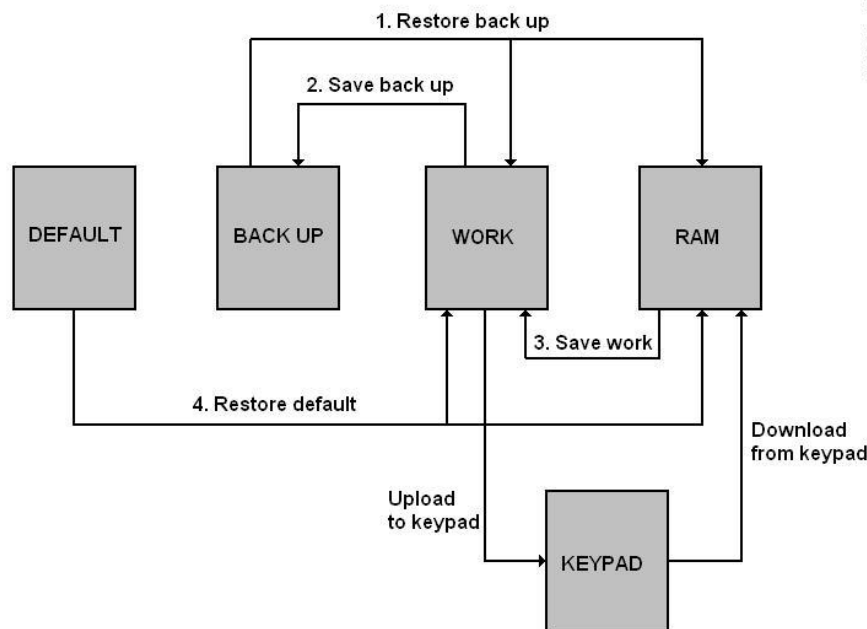 1. Restore back up
2. Save back up
DEFAULT
BACK UP
WORK
RAM
3. Save work
4. Restore default
Download
from keypad
Upload
to keypad
KEYPAD